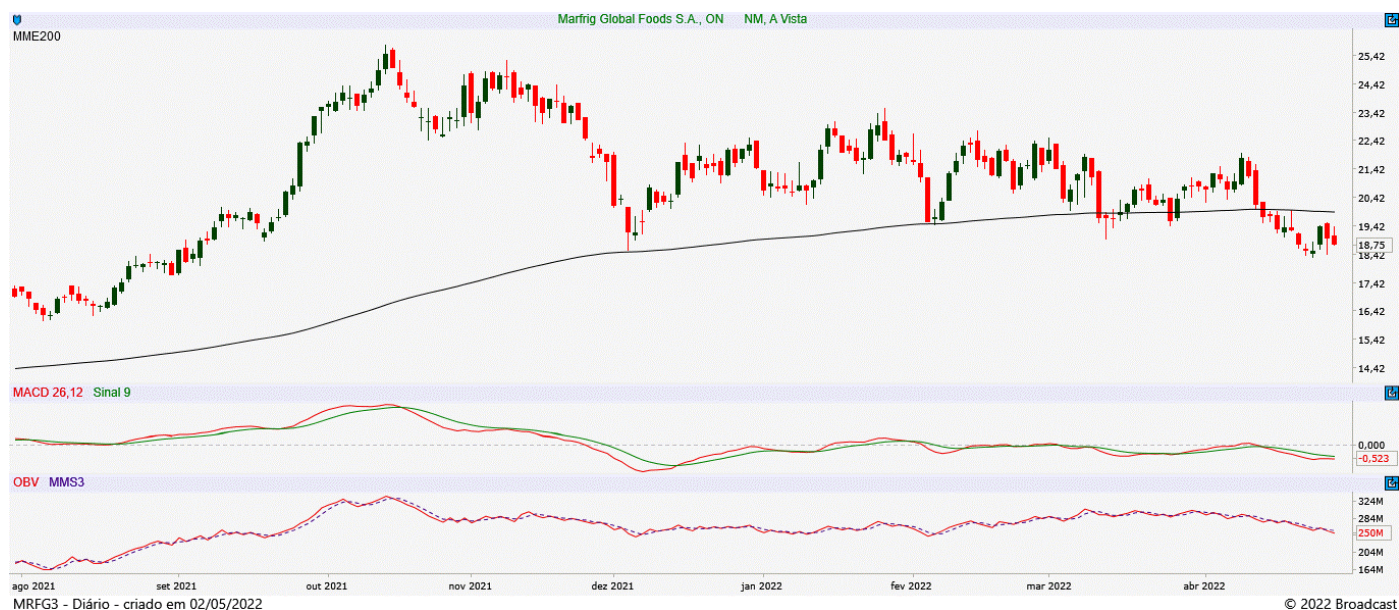 Marfrig Global Foods S.A., ON NM, A Vista
MME200
25,42
24,42
23,42
22,42
21,42
20,42
19,42
18,75
18,42
17,42
16,42
15,42
14,42
MACD 26,12 Sinal 9
0,000
-0,523
OBV MMS3
324M
284M
250M
204M
164M
ago 2021 set 2021 out 2021 nov 2021 dez 2021 jan 2022 fev 2022 mar 2022 abr 2022
MRFG3 - Diário - criado em 02/05/2022 © 2022 Broadcast